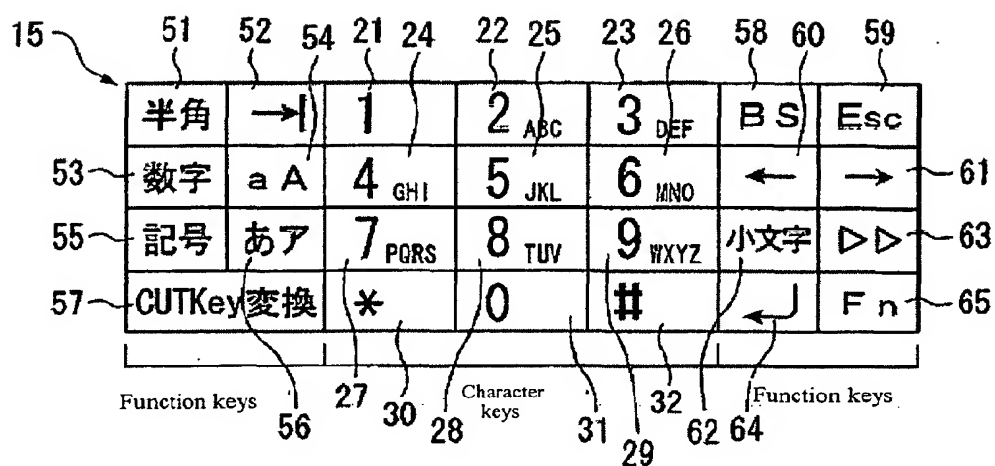 51 52 54 21 24 22 25 23 26 58 60 59
15
半角 →| 1 2 ABC 3 DEF BS Esc
53 数字 aA 4 GHI 5 JKL 6 MNO ← → 61
55 記号 あア 7 PQRS 8 TUV 9 WXYZ 小文字 ▷▷ 63
57 CUTKey変換 * 0 # ↵ Fn 65
Function keys 27 Character keys 32 Function keys
56 30 28 31 29 62 64